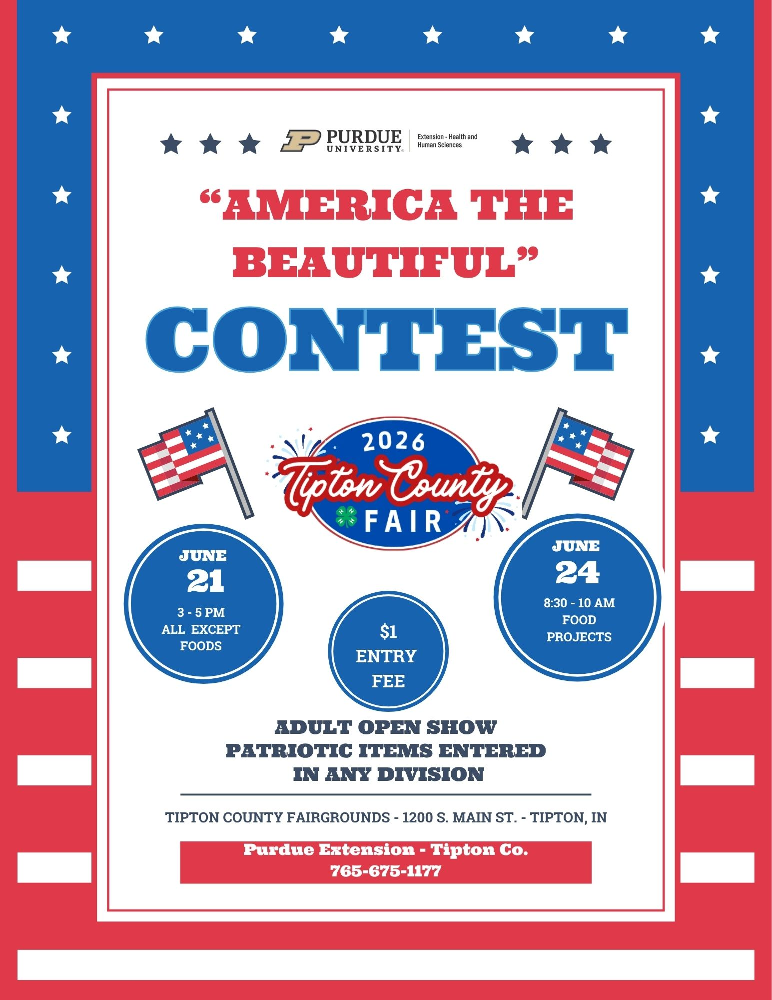 PURDUE
UNIVERSITY®
Extension - Health and
Human Sciences
“AMERICA THE
BEAUTIFUL”
CONTEST
2026
Tipton County
H H
H H
FAIR
JUNE
21
3 - 5 PM
ALL EXCEPT
FOODS
JUNE
24
8:30 - 10 AM
FOOD
PROJECTS
$1
ENTRY
FEE
ADULT OPEN SHOW
PATRIOTIC ITEMS ENTERED
IN ANY DIVISION
TIPTON COUNTY FAIRGROUNDS - 1200 S. MAIN ST. - TIPTON, IN
Purdue Extension - Tipton Co.
765-675-1177